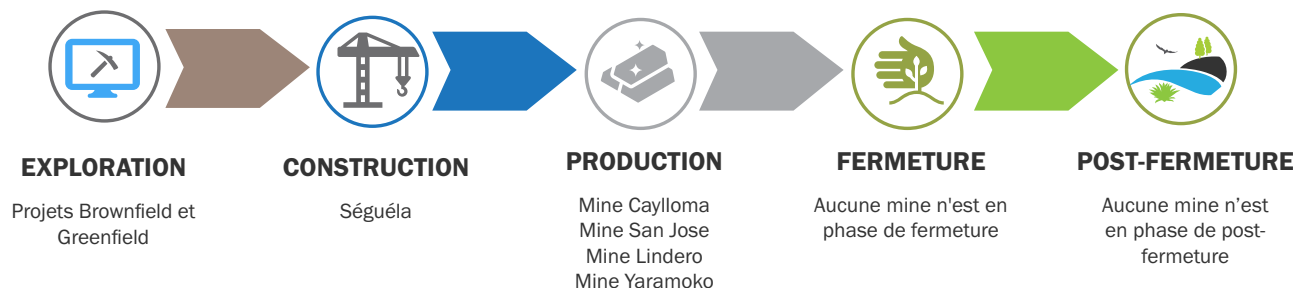 EXPLORATION
Projets Brownfield et
Greenfield
CONSTRUCTION
Séguéla
PRODUCTION
Mine Caylloma
Mine San Jose
Mine Lindero
Mine Yaramoko
FERMETURE
Aucune mine n'est en
phase de fermeture
POST-FERMETURE
Aucune mine n’est
en phase de post-
fermeture